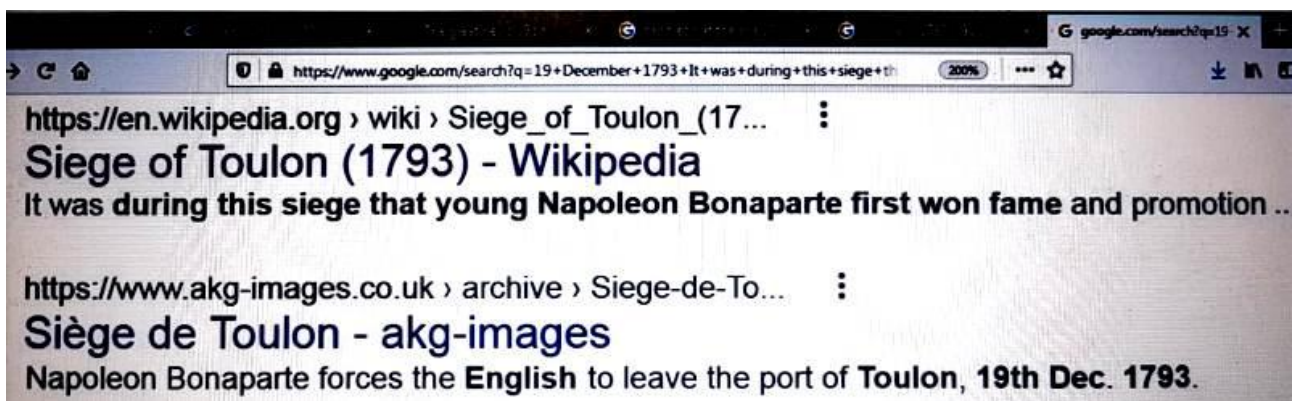 google.com/search?q=19-
https://www.google.com/search?q=19+December+1793+It+was+during+this+siege+th
200%
https://en.wikipedia.org › wiki › Siege_of_Toulon_(17...
Siege of Toulon (1793) - Wikipedia
It was during this siege that young Napoleon Bonaparte first won fame and promotion ..
https://www.akg-images.co.uk › archive › Siege-de-To...
Siège de Toulon - akg-images
Napoleon Bonaparte forces the English to leave the port of Toulon, 19th Dec. 1793.